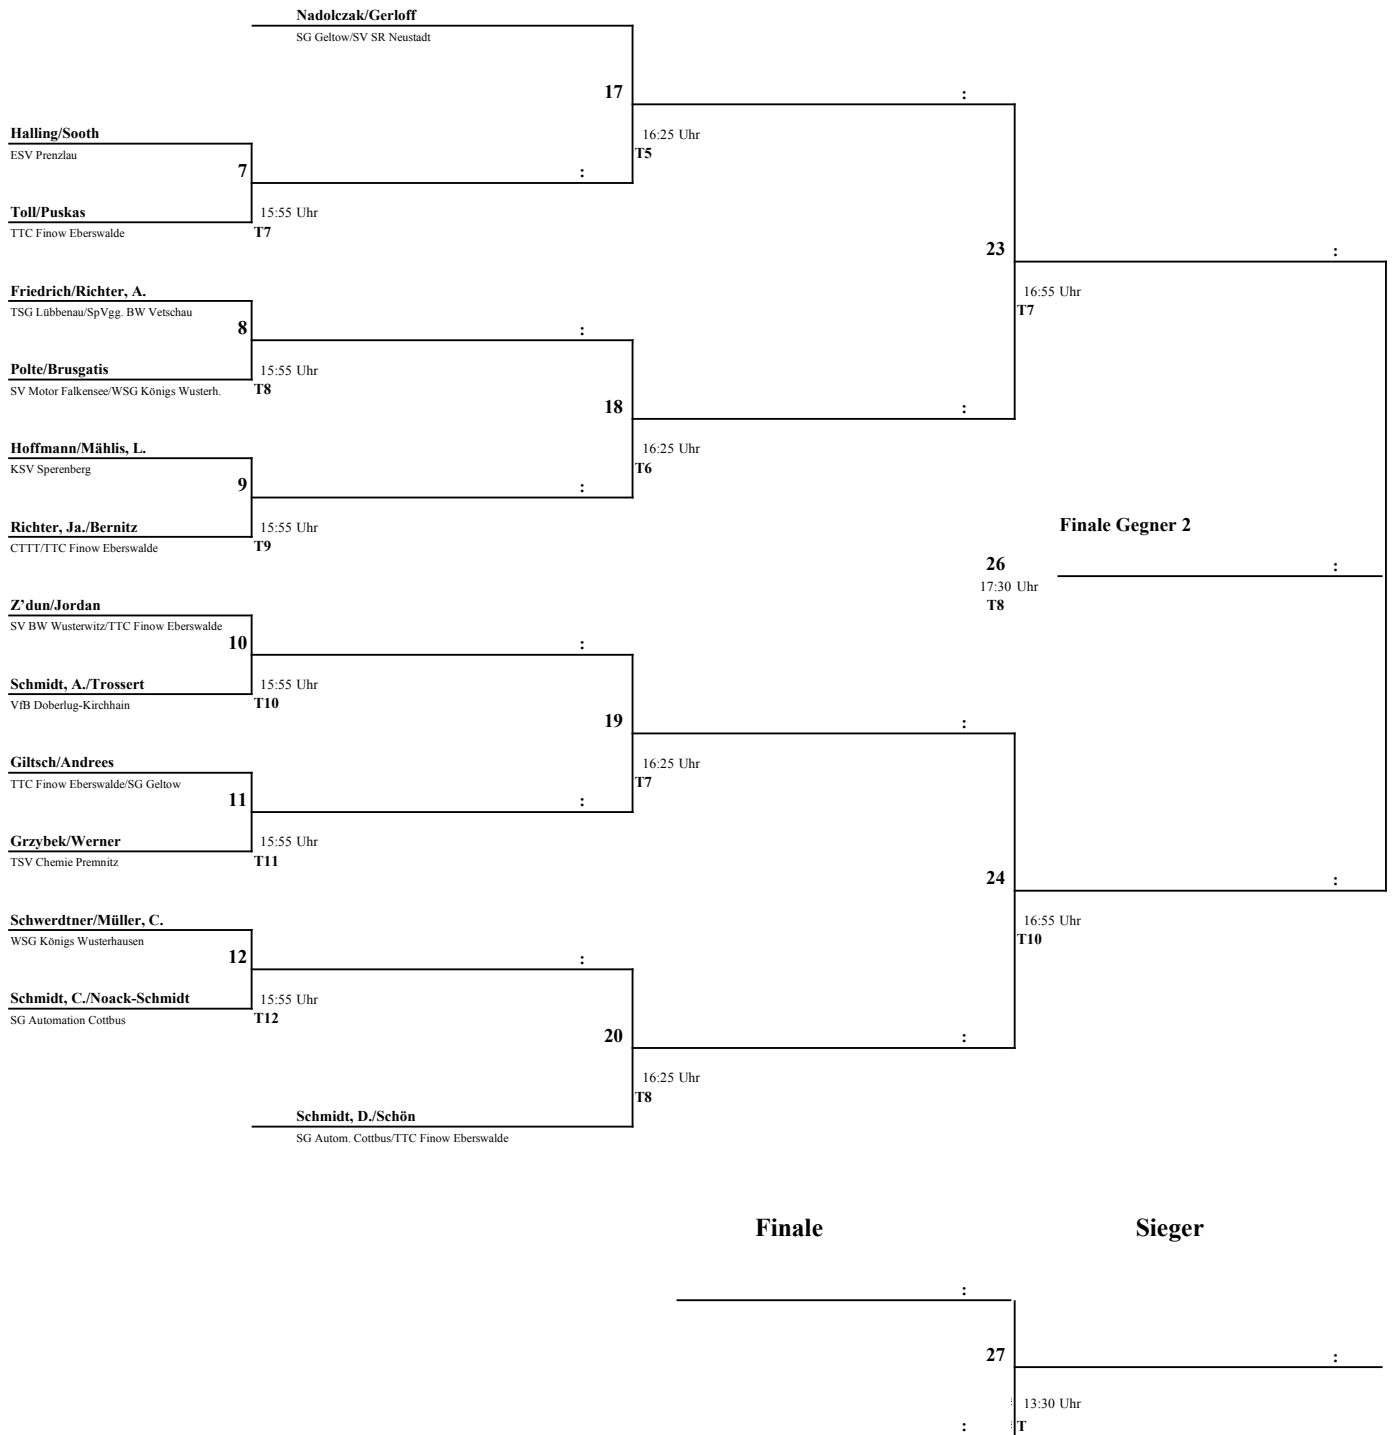 Nadolczak/Gerloff
SG Geltow/SV SR Neustadt
17
:
Halling/Sooth
16:25 Uhr
ESV Prenzlau
T5
7
:
Toll/Puskas
15:55 Uhr
TTC Finow Eberswalde
T7
23
:
Friedrich/Richter, A.
16:55 Uhr
TSG Lübbenau/SpVgg. BW Vetschau
T7
8
:
Polte/Brusgatis
15:55 Uhr
SV Motor Falkensee/WSG Königs Wusterh.
T8
18
:
Hoffmann/Mählis, L.
16:25 Uhr
KSV Sperenberg
T6
9
:
Richter, Ja./Bernitz
15:55 Uhr
Finale Gegner 2
CTTT/TTC Finow Eberswalde
T9
26
:
17:30 Uhr
Z’dun/Jordan
T8
SV BW Wusterwitz/TTC Finow Eberswalde
10
:
Schmidt, A./Trossert
15:55 Uhr
VfB Doberlug-Kirchhain
T10
19
:
Giltsch/Andrees
16:25 Uhr
TTC Finow Eberswalde/SG Geltow
T7
11
:
Grzybek/Werner
15:55 Uhr
TSV Chemie Premnitz
T11
24
:
Schwerdtner/Müller, C.
16:55 Uhr
WSG Königs Wusterhausen
T10
12
:
Schmidt, C./Noack-Schmidt
15:55 Uhr
SG Automation Cottbus
T12
20
:
16:25 Uhr
T8
Schmidt, D./Schön
SG Autom. Cottbus/TTC Finow Eberswalde
Finale
Sieger
:
27
:
13:30 Uhr
:
T